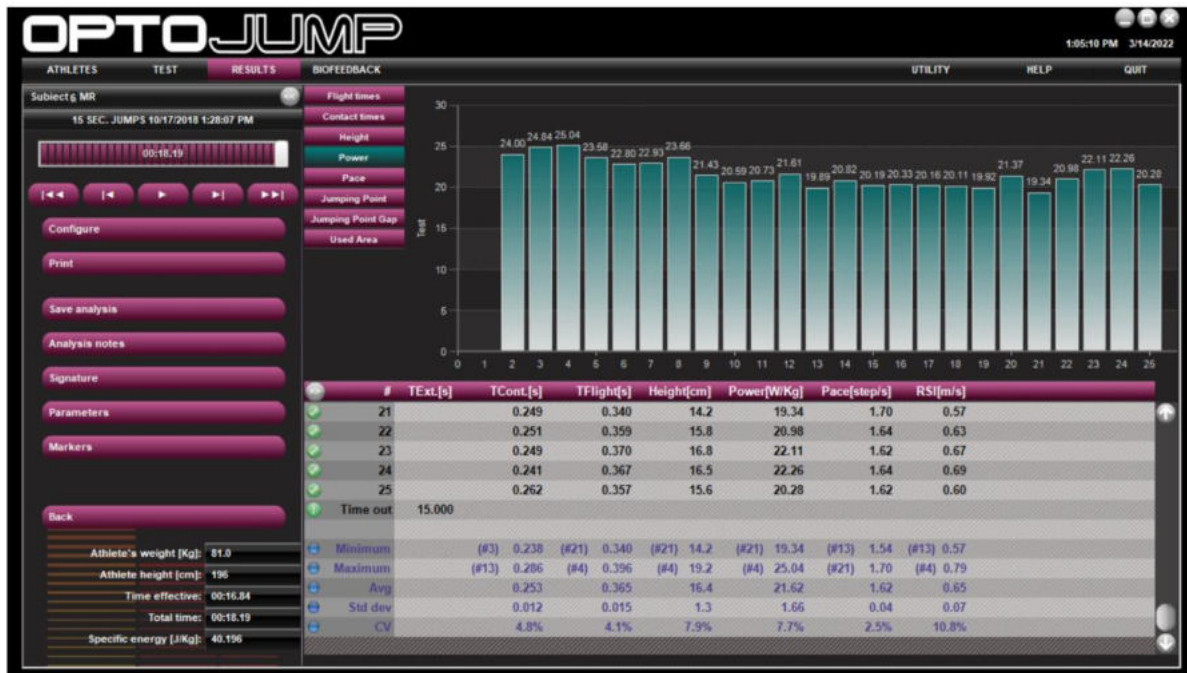 OPTOJUMP
1:05:10 PM 3/14/2022
ATHLETES TEST RESULTS BIOFEEDBACK UTILITY HELP QUIT
Subiect6 MR
15 SEC. JUMPS 10/17/2018 1:28:07 PM
00:18.19
Configure
Print
Save analysis
Analysis notes
Signature
Parameters
Markers
Back
Athlete's weight [Kg]: 81.0
Athlete height [cm]: 196
Time effective: 00:16.84
Total time: 00:18.19
Specific energy [J/Kg]: 40.196
Flight times
Contact times
Height
Power
Pace
Jumping Point
Jumping Point Gap
Used Area
Test
30
25
20
15
10
5
0
24.00 24.84 25.04 23.58 22.80 22.93 23.66 21.43 20.59 20.73 21.61 19.89 20.82 20.19 20.33 20.16 20.11 19.92 21.37 19.34 20.98 22.11 22.26 20.28
0 1 2 3 4 5 6 7 8 9 10 11 12 13 14 15 16 17 18 19 20 21 22 23 24 25
# TExt.[s] TCont.[s] TFlight[s] Height[cm] Power[W/Kg] Pace[step/s] RSI[m/s]
21 0.249 0.340 14.2 19.34 1.70 0.57
22 0.251 0.359 15.8 20.98 1.64 0.63
23 0.249 0.370 16.8 22.11 1.62 0.67
24 0.241 0.367 16.5 22.26 1.64 0.69
25 0.262 0.357 15.6 20.28 1.62 0.60
Time out 15.000
Minimum (#3) 0.238 (#21) 0.340 (#21) 14.2 (#21) 19.34 (#13) 1.54 (#13) 0.57
Maximum (#13) 0.286 (#4) 0.396 (#4) 19.2 (#4) 25.04 (#21) 1.70 (#4) 0.79
Avg 0.253 0.365 16.4 21.62 1.62 0.65
Std dev 0.012 0.015 1.3 1.66 0.04 0.07
CV 4.8% 4.1% 7.9% 7.7% 2.5% 10.8%